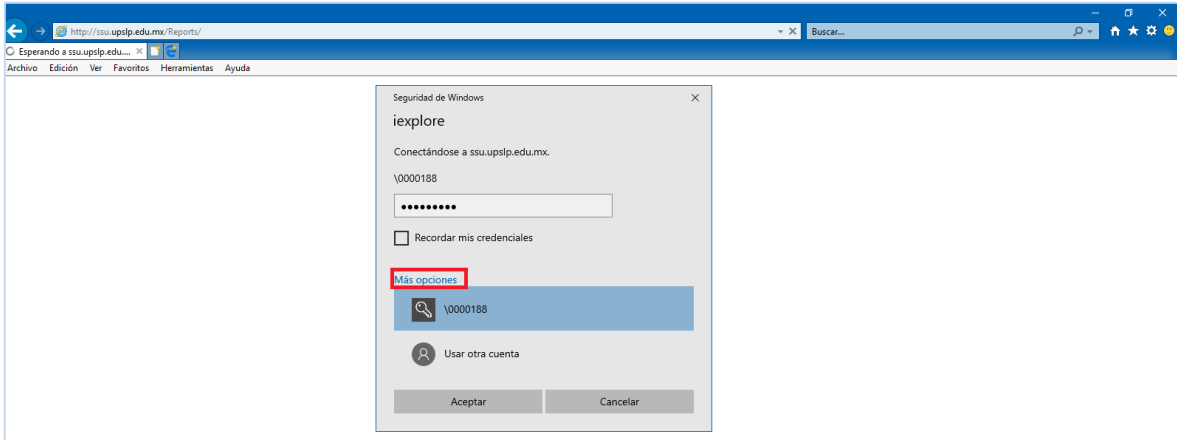 http://ssu.upslp.edu.mx/Reports/
Buscar...
Esperando a ssu.upslp.edu....
Archivo Edición Ver Favoritos Herramientas Ayuda
Seguridad de Windows
iexplore
Conectándose a ssu.upslp.edu.mx.
\0000188
•••••••••
Recordar mis credenciales
Más opciones
\0000188
Usar otra cuenta
Aceptar Cancelar